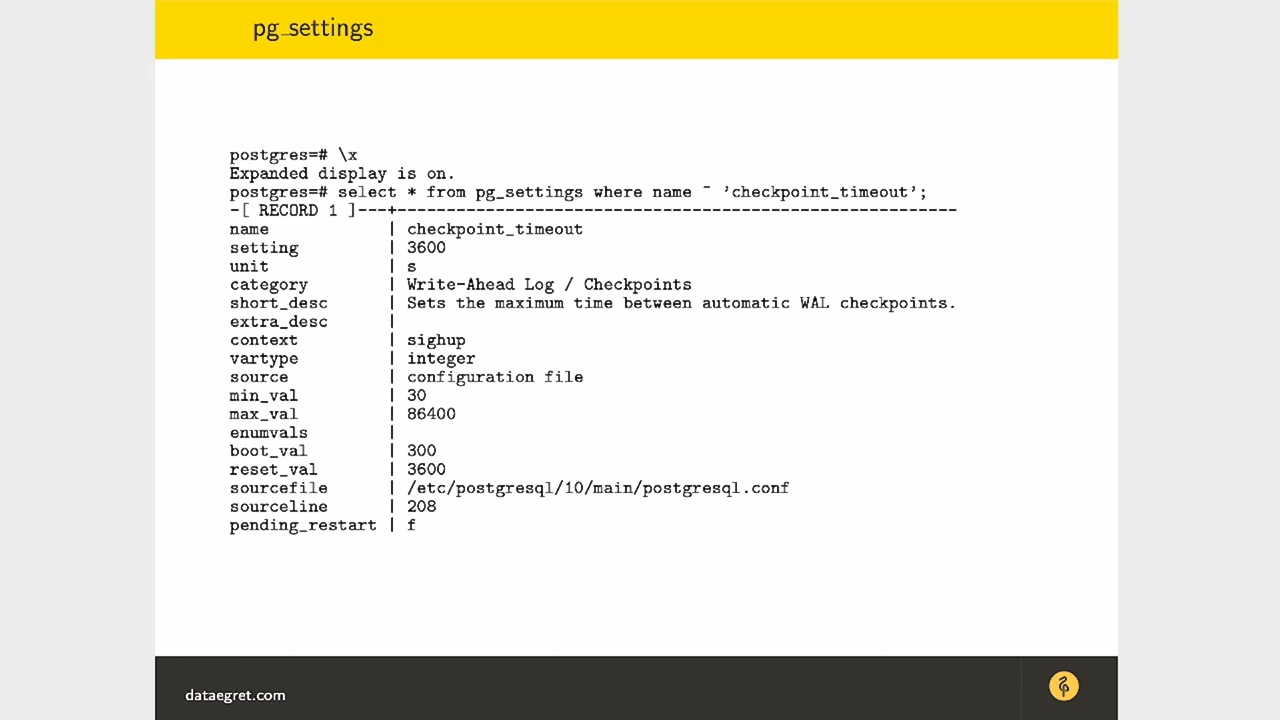 pg_settings
postgres=# \x
Expanded display is on.
postgres=# select * from pg_settings where name ~ ’checkpoint_timeout’;
-[ RECORD 1 ]---+---------------------------------------------------------
name            | checkpoint_timeout
setting         | 3600
unit            | s
category        | Write-Ahead Log / Checkpoints
short_desc      | Sets the maximum time between automatic WAL checkpoints.
extra_desc      |
context         | sighup
vartype         | integer
source          | configuration file
min_val         | 30
max_val         | 86400
enumvals        |
boot_val        | 300
reset_val       | 3600
sourcefile      | /etc/postgresql/10/main/postgresql.conf
sourceline      | 208
pending_restart | f
dataegret.com